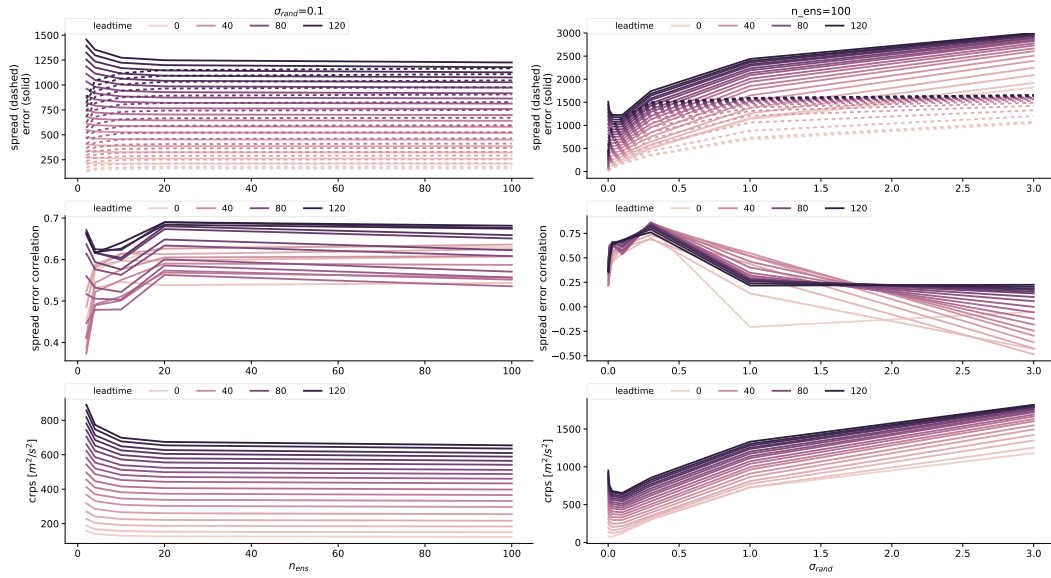 σrand=0.1
leadtime 0 40 80 120
spread (dashed)
error (solid)
1500
1250
1000
750
500
250
0 20 40 60 80 100
n_ens=100
leadtime 0 40 80 120
spread (dashed)
error (solid)
3000
2500
2000
1500
1000
500
0
0.0 0.5 1.0 1.5 2.0 2.5 3.0
leadtime 0 40 80 120
spread error correlation
0.7
0.6
0.5
0.4
0 20 40 60 80 100
leadtime 0 40 80 120
spread error correlation
0.75
0.50
0.25
0.00
−0.25
−0.50
0.0 0.5 1.0 1.5 2.0 2.5 3.0
leadtime 0 40 80 120
crps [m²/s²]
800
600
400
200
0 20 40 60 80 100
nens
leadtime 0 40 80 120
crps [m²/s²]
1500
1000
500
0
0.0 0.5 1.0 1.5 2.0 2.5 3.0
σrand